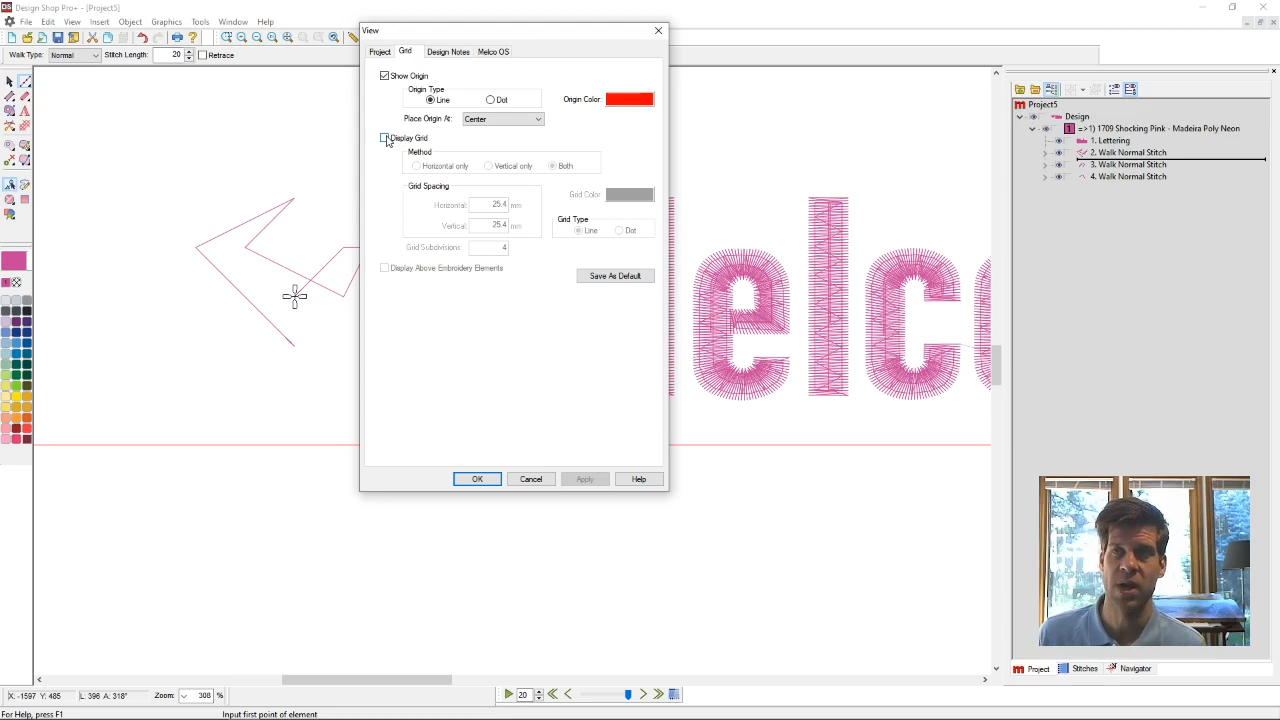 Design Shop Pro+ - [Project5]
File Edit View Insert Object Graphics Tools Window Help
Walk Type: Normal Stitch Length: 20 Retrace
View
Project Grid Design Notes Melco OS
Show Origin
Origin Type
Line Dot Origin Color:
Place Origin At: Center
Display Grid
Method
Horizontal only Vertical only Both
Grid Spacing
Horizontal: 25.4 mm Grid Color
Vertical: 25.4 mm Grid Type
Line Dot
Grid Subdivisions: 4
Display Above Embroidery Elements
Save As Default
OK Cancel Apply Help
elc
Project5
Design
=>1) 1709 Shocking Pink - Madeira Poly Neon
1. Lettering
2. Walk Normal Stitch
3. Walk Normal Stitch
4. Walk Normal Stitch
Project Stitches Navigator
X: -1597 Y: 485 L: 396 A: 318° Zoom: 308 % 20
For Help, press F1 Input first point of element